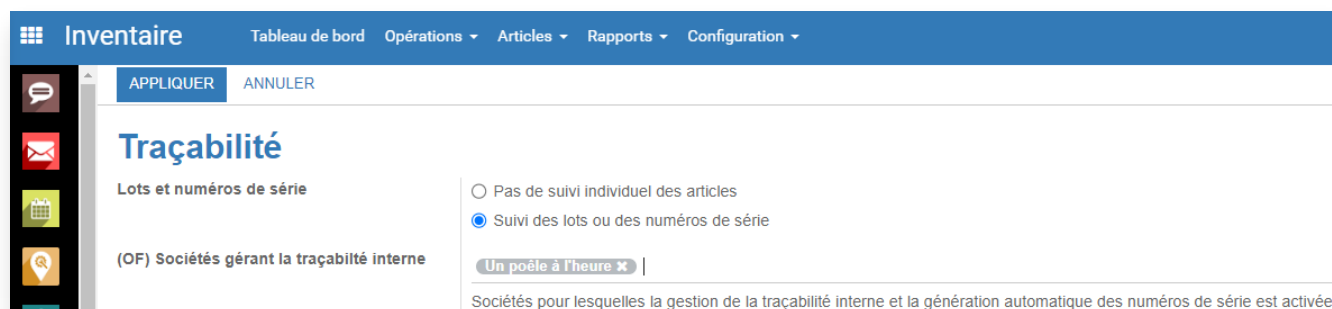 Inventaire Tableau de bord Opérations Articles Rapports Configuration
APPLIQUER ANNULER
Traçabilité
Lots et numéros de série
Pas de suivi individuel des articles
Suivi des lots ou des numéros de série
(OF) Sociétés gérant la traçabilté interne
Un poêle à l'heure ×
Sociétés pour lesquelles la gestion de la traçabilité interne et la génération automatique des numéros de série est activée